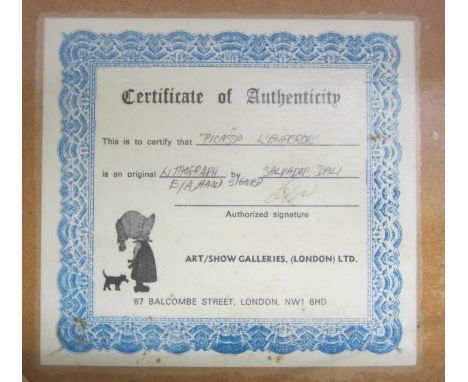 Certificate of Authenticity
This is to certify that "PICASSO L'EMPEROR"
is an original LITHOGRAPH by SALVADOR DALI
E/A, HAND SIGNED
Authorized signature
ART/SHOW GALLERIES, (LONDON) LTD.
67 BALCOMBE STREET, LONDON, NW1 6HD